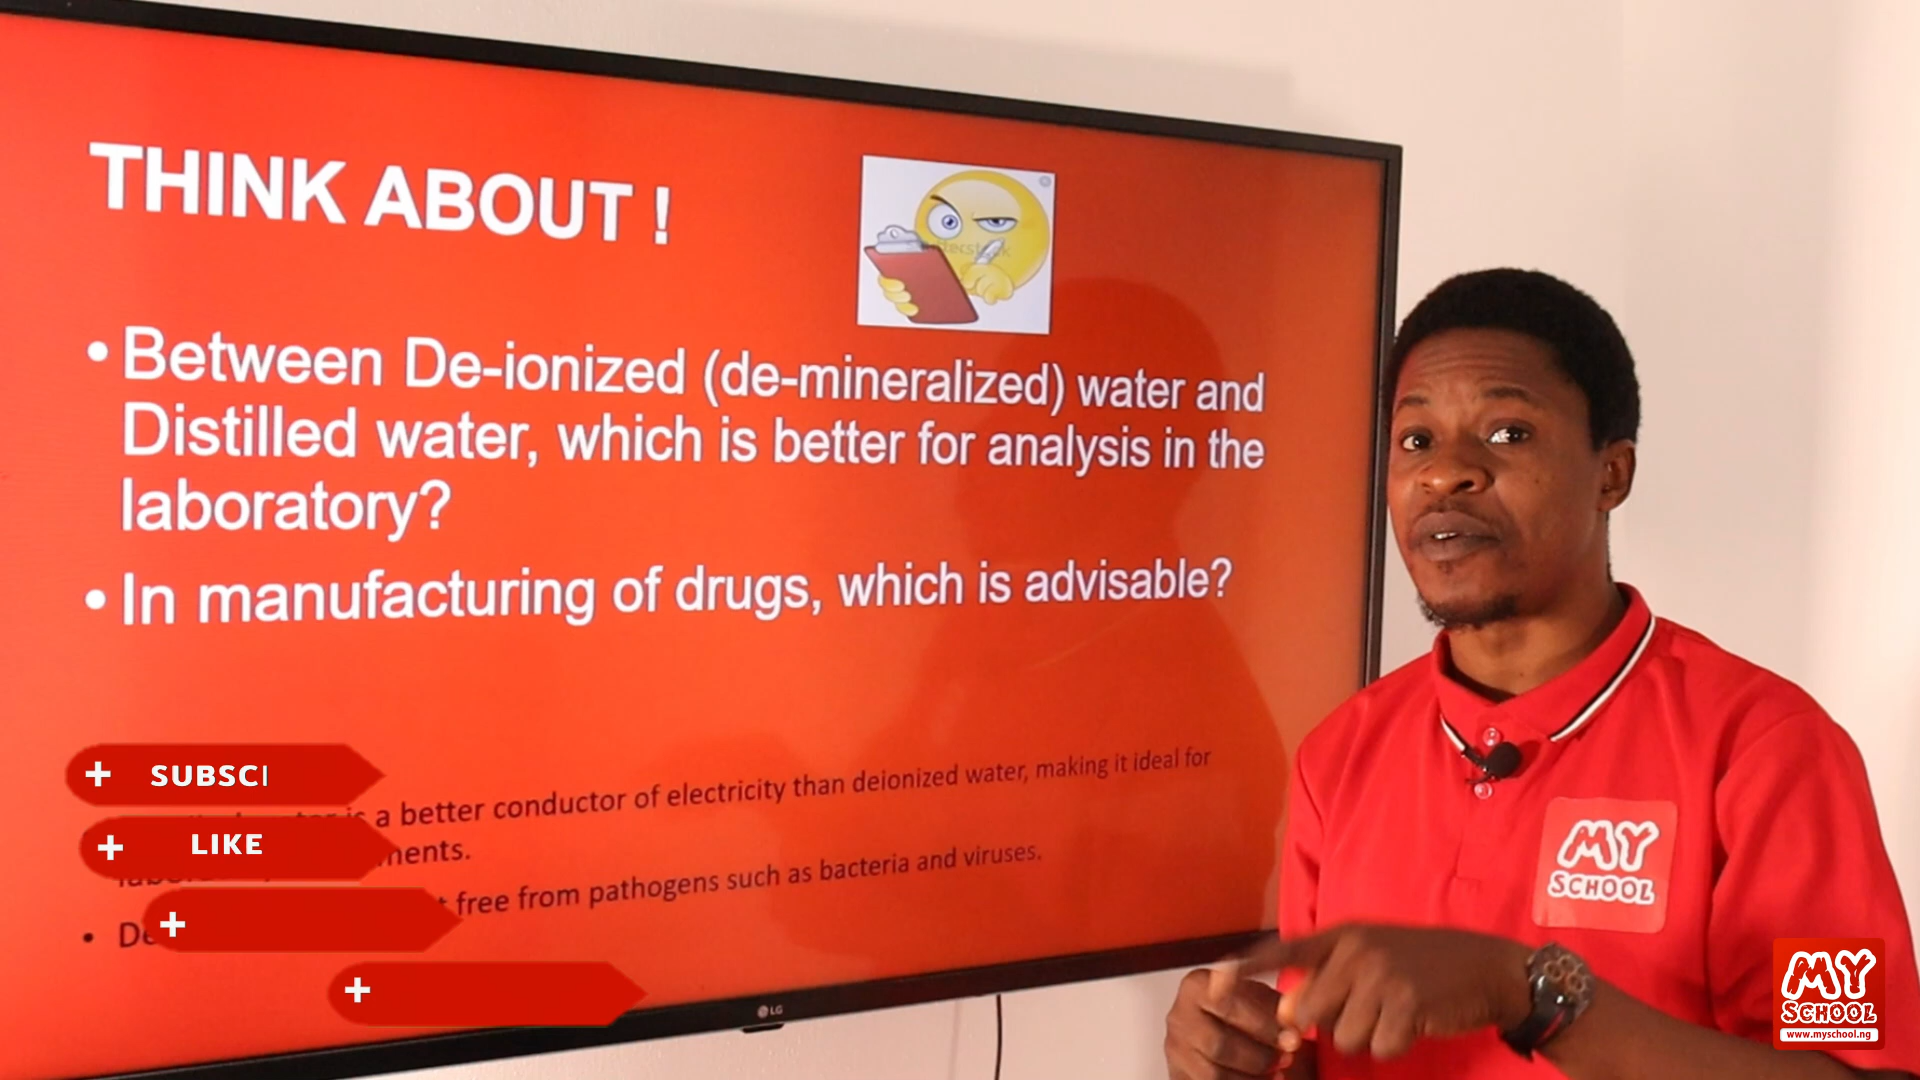 THINK ABOUT !
• Between De-ionized (de-mineralized) water and
Distilled water, which is better for analysis in the
laboratory?
• In manufacturing of drugs, which is advisable?
is a better conductor of electricity than deionized water, making it ideal for
• De free from pathogens such as bacteria and viruses.
+ SUBSCI
+ LIKE
+
+
LG
MY
SCHOOL
MY
SCHOOL
www.myschool.ng